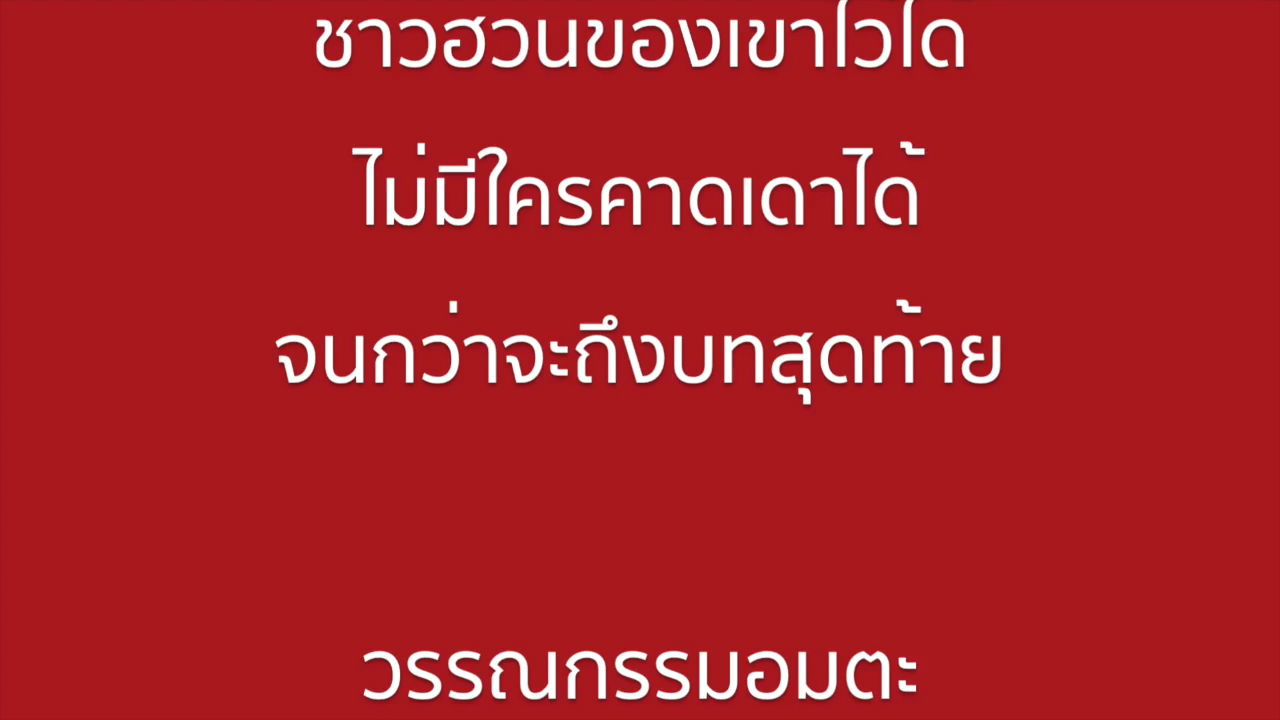 ชาวฮวนของเขาไว้ได้
ไม่มีใครคาดเดาได้
จนกว่าจะถึงบทสุดท้าย
วรรณกรรมอมตะ